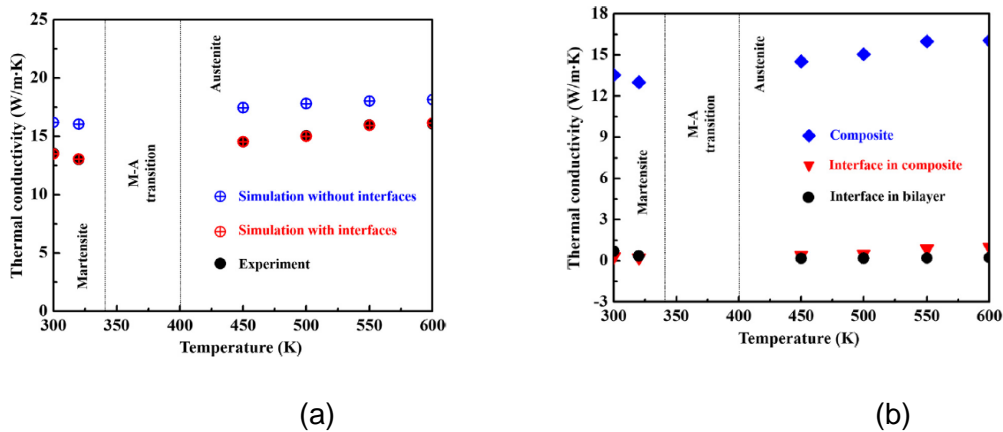 25
20
15
10
5
0
Thermal conductivity (W/m·K)
Martensite
M-A
transition
Austenite
Simulation without interfaces
Simulation with interfaces
Experiment
300 350 400 450 500 550 600
Temperature (K)
(a)
18
15
12
9
6
3
0
-3
Thermal conductivity (W/m·K)
Martensite
M-A
transition
Austenite
Composite
Interface in composite
Interface in bilayer
300 350 400 450 500 550 600
Temperature (K)
(b)